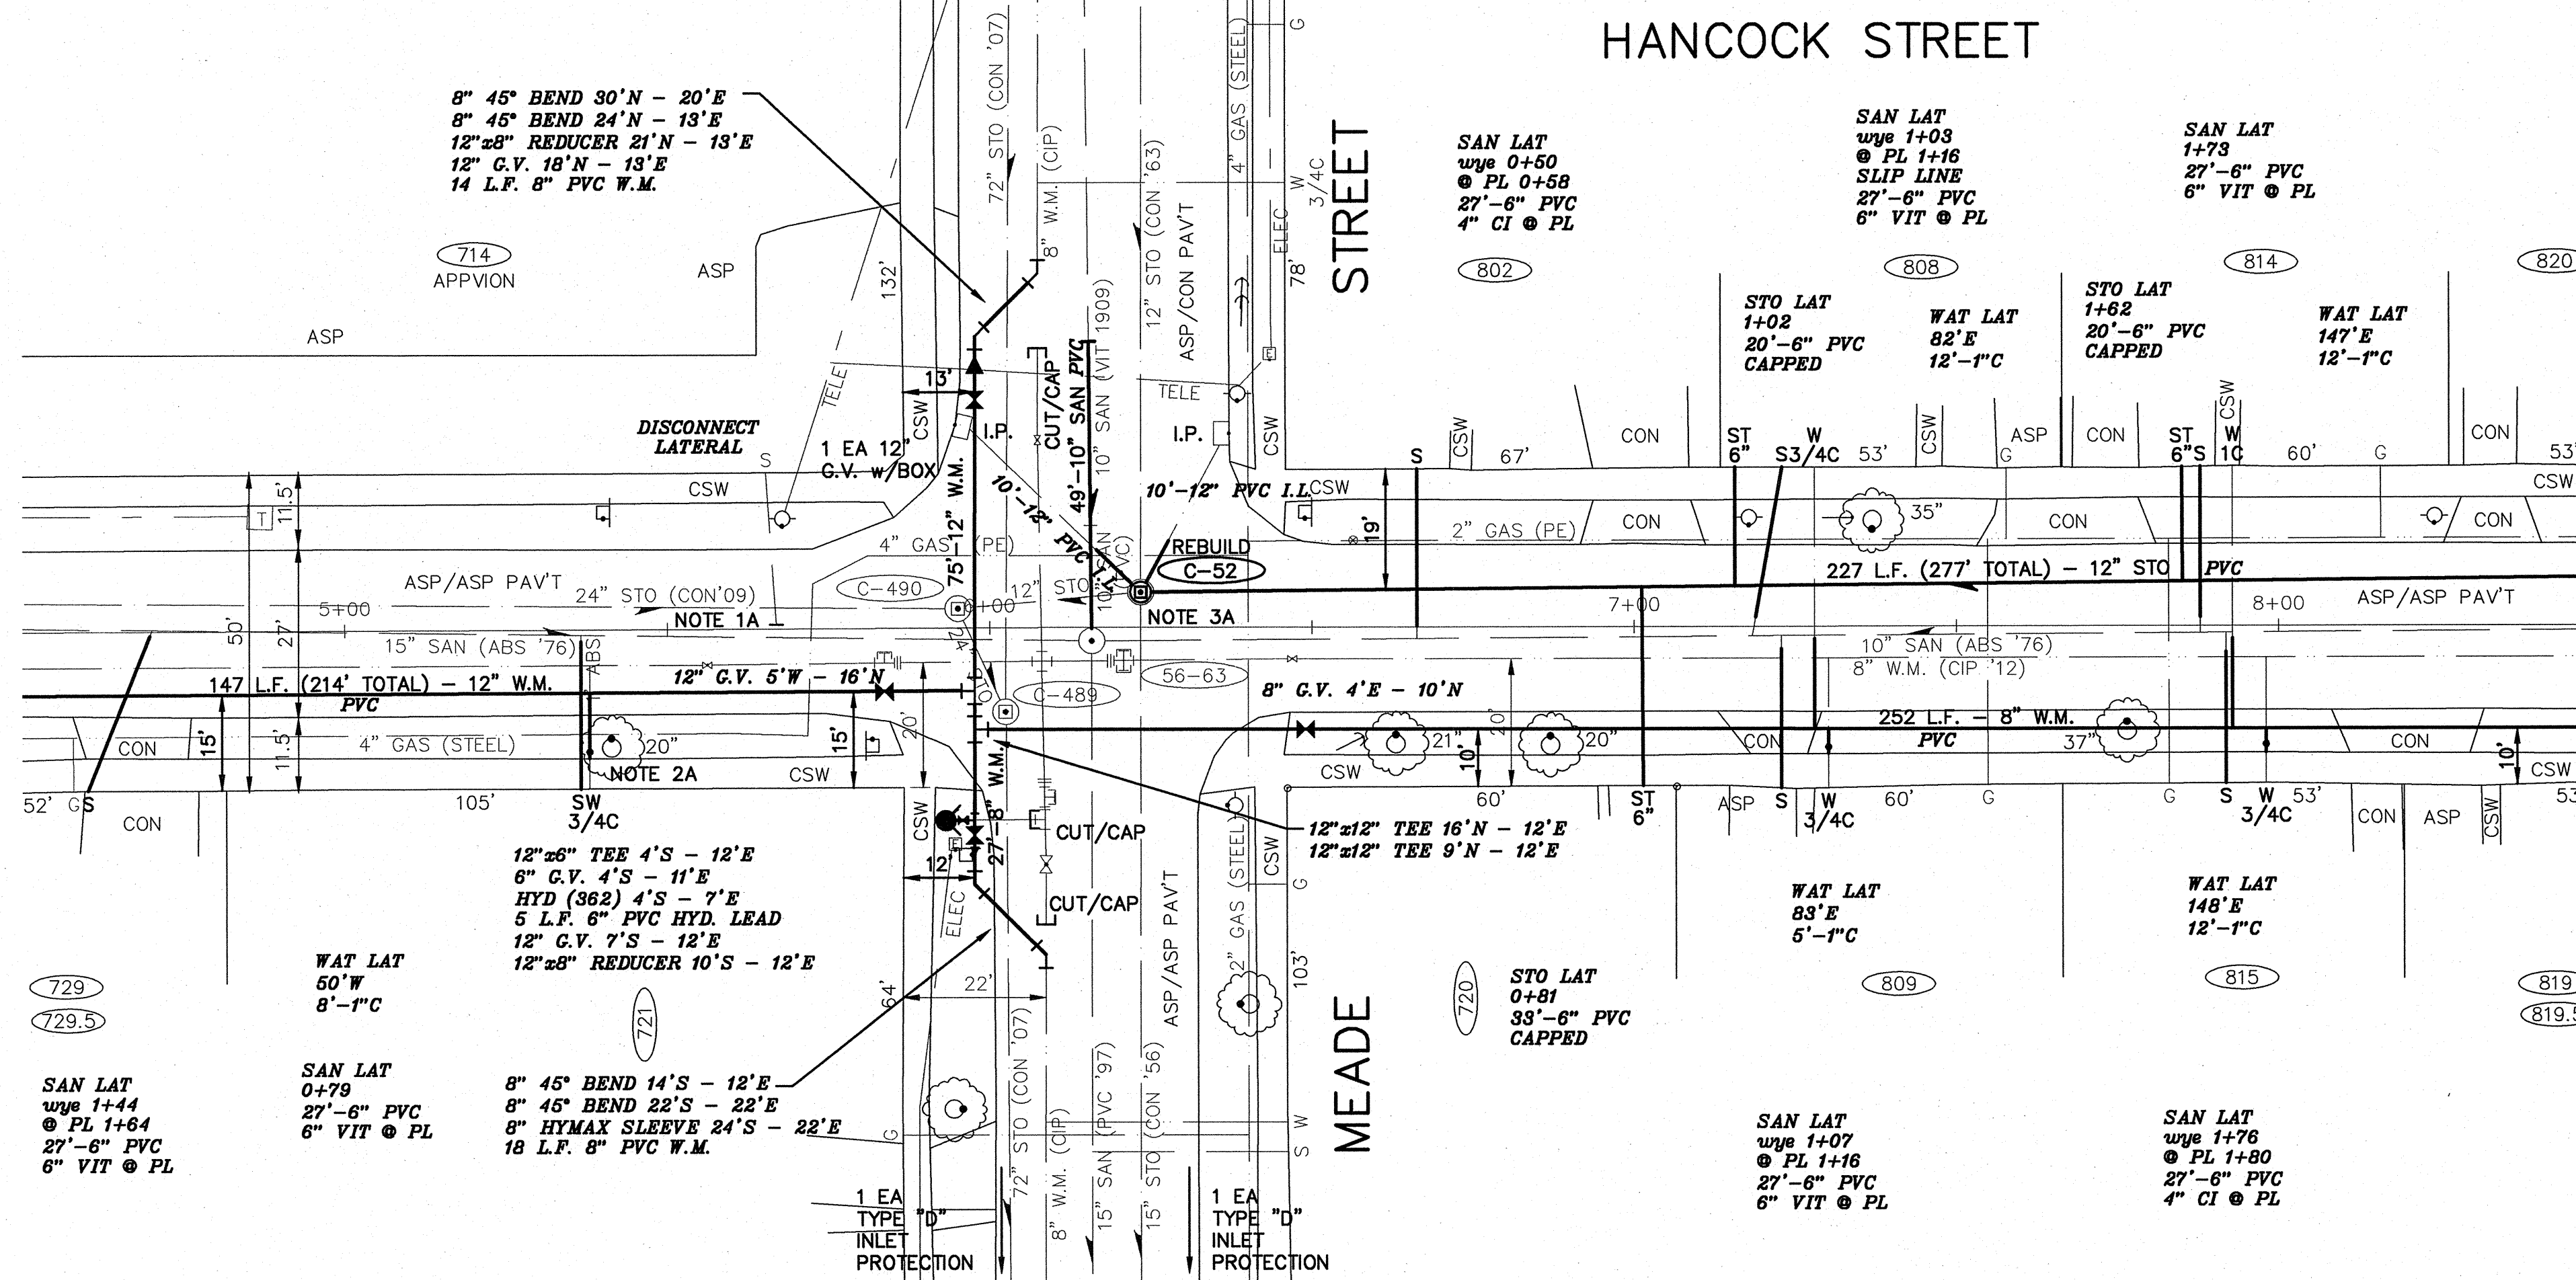 HANCOCK STREET
8" 45° BEND 30'N – 20'E
8" 45° BEND 24'N – 13'E
12"x8" REDUCER 21'N – 13'E
12" G.V. 18'N – 13'E
14 L.F. 8" PVC W.M.
714
APPVION
ASP
ASP
132'
72" STO (CON '07)
8" W.M. (CIP)
12" STO (CON '63)
ASP/CON PAV'T
4" GAS (STEEL)
G
W
3/4C
ELEC
78'
STREET
SAN LAT
wye 0+50
@ PL 0+58
27'-6" PVC
4" CI @ PL
802
SAN LAT
wye 1+03
@ PL 1+16
SLIP LINE
27'-6" PVC
6" VIT @ PL
808
SAN LAT
1+73
27'-6" PVC
6" VIT @ PL
814
820
STO LAT
1+02
20'-6" PVC
CAPPED
WAT LAT
82'E
12'-1"C
STO LAT
1+62
20'-6" PVC
CAPPED
WAT LAT
147'E
12'-1"C
TELE
13'
CSW
I.P.
CUT/CAP
49'-10" SAN PVC
10" SAN (VIT 1909)
TELE
E
I.P.
CSW
DISCONNECT
LATERAL
S
1 EA 12"
G.V. w/BOX
CSW
T
11.5'
75'-12" W.M.
10'-12" PVC I.L.
10'-12" PVC I.L.
CSW
S
CSW
67'
CON
ST
6"
W
S 3/4C
53'
CSW
ASP
G
CON
ST
6" S
CSW
W
1C
60'
G
CON
53'
CSW
19'
2" GAS (PE)
CON
35"
CON
CON
4" GAS (PE)
REBUILD
C-52
C-490
10" SAN (PVC)
ASP/ASP PAV'T
24" STO (CON'09)
5+00
NOTE 1A
12" STO
NOTE 3A
7+00
227 L.F. (277' TOTAL) – 12" STO PVC
8+00
ASP/ASP PAV'T
50'
27'
15" SAN (ABS '76)
ABS
24" STO
10" SAN (ABS '76)
8" W.M. (CIP '12)
147 L.F. (214' TOTAL) – 12" W.M.
PVC
12" G.V. 5'W – 16'N
C-489
56-63
8" G.V. 4'E – 10'N
252 L.F. – 8" W.M.
PVC
CON
15'
11.5'
4" GAS (STEEL)
20"
NOTE 2A
15'
20'
CSW
27'-8" W.M.
21"
20"
10'
20'
CSW
CON
37"
CON
10'
CSW
52'
G S
CON
105'
SW
3/4C
CSW
E
12'
ELEC
CUT/CAP
CUT/CAP
12"x12" TEE 16'N – 12'E
12"x12" TEE 9'N – 12'E
60'
ST
6"
ASP
S
W
3/4C
60'
G
G
S
W
3/4C
53'
CON
ASP
CSW
53
12"x6" TEE 4'S – 12'E
6" G.V. 4'S – 11'E
HYD (362) 4'S – 7'E
5 L.F. 6" PVC HYD. LEAD
12" G.V. 7'S – 12'E
12"x8" REDUCER 10'S – 12'E
ASP/ASP PAV'T
2" GAS (STEEL)
CSW
G
WAT LAT
83'E
5'-1"C
WAT LAT
148'E
12'-1"C
729
729.5
WAT LAT
50'W
8'-1"C
721
64'
22'
103'
MEADE
720
STO LAT
0+81
33'-6" PVC
CAPPED
809
815
819
819.5
SAN LAT
wye 1+44
@ PL 1+64
27'-6" PVC
6" VIT @ PL
SAN LAT
0+79
27'-6" PVC
6" VIT @ PL
8" 45° BEND 14'S – 12'E
8" 45° BEND 22'S – 22'E
8" HYMAX SLEEVE 24'S – 22'E
18 L.F. 8" PVC W.M.
G
72" STO (CON '07)
8" W.M. (CIP)
15" SAN (PVC '97)
15" STO (CON '56)
S W
SAN LAT
wye 1+07
@ PL 1+16
27'-6" PVC
6" VIT @ PL
SAN LAT
wye 1+76
@ PL 1+80
27'-6" PVC
4" CI @ PL
1 EA
TYPE "D"
INLET
PROTECTION
1 EA
TYPE "D"
INLET
PROTECTION